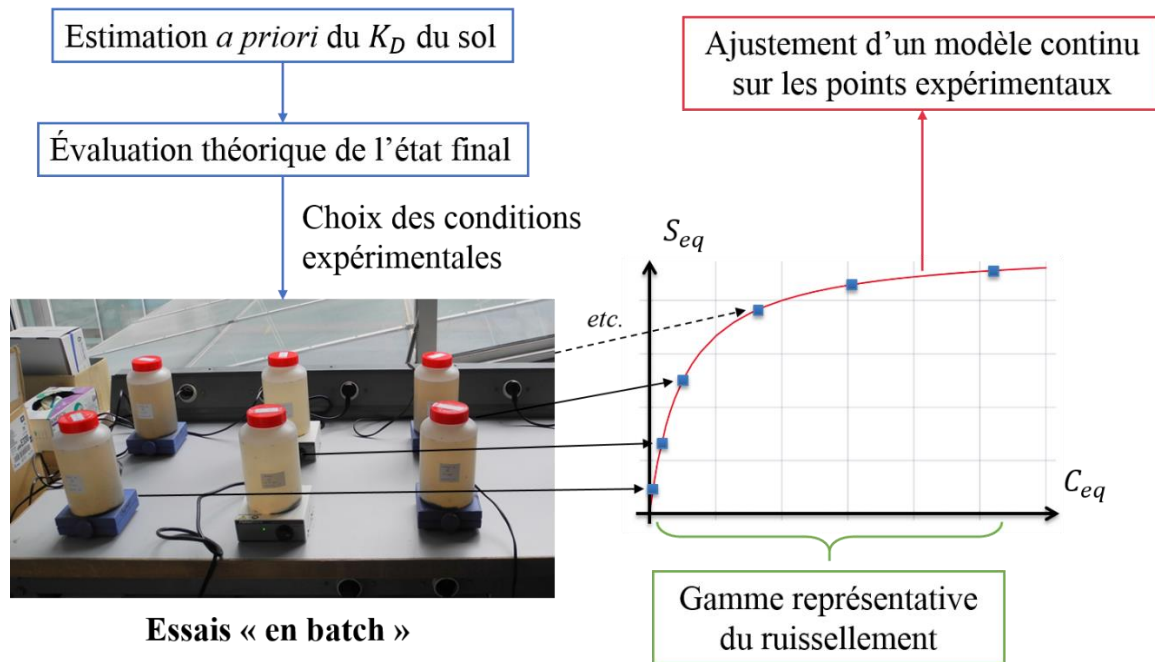 Estimation a priori du K_D du sol
Évaluation théorique de l'état final
Choix des conditions
expérimentales
Essais « en batch »
Ajustement d'un modèle continu
sur les points expérimentaux
S_eq
etc.
C_eq
Gamme représentative
du ruissellement